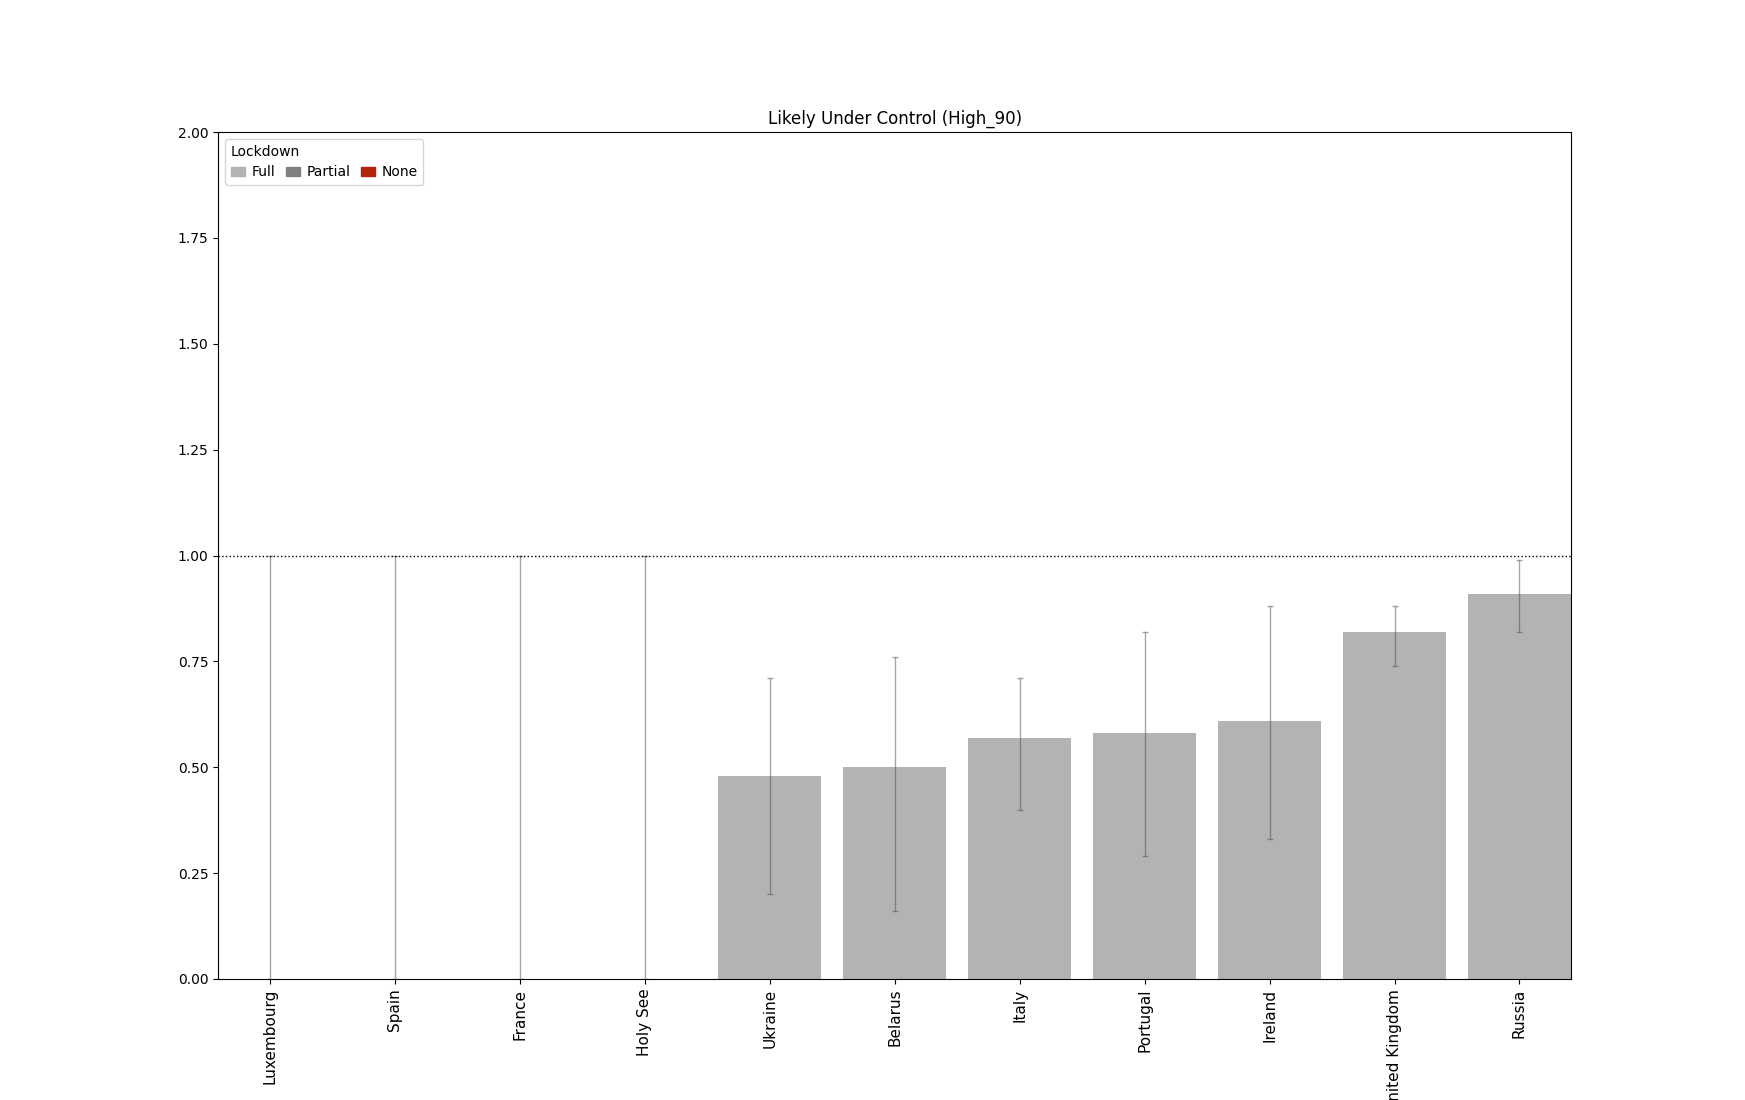 Likely Under Control (High_90)
Lockdown
Full Partial None
2.00
1.75
1.50
1.25
1.00
0.75
0.50
0.25
0.00
Luxembourg
Spain
France
Holy See
Ukraine
Belarus
Italy
Portugal
Ireland
nited Kingdom
Russia